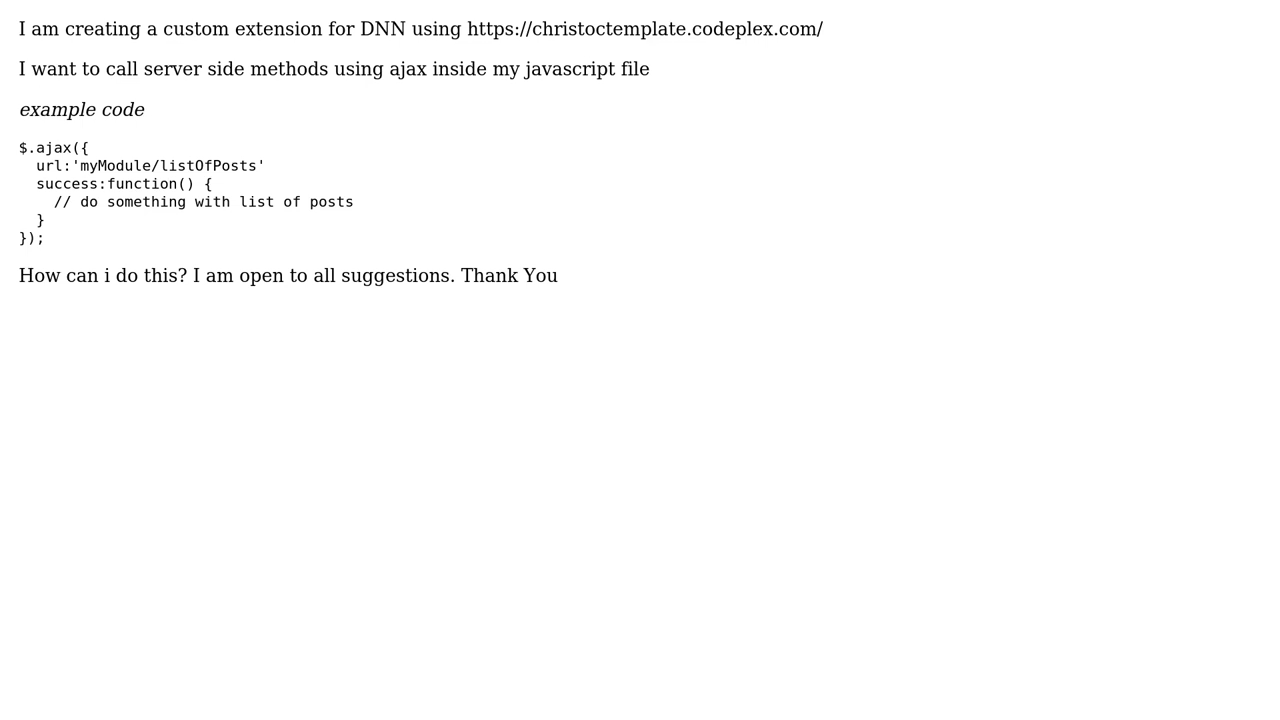 I am creating a custom extension for DNN using https://christoctemplate.codeplex.com/
I want to call server side methods using ajax inside my javascript file
example code
$.ajax({
  url:'myModule/listOfPosts'
  success:function() {
    // do something with list of posts
  }
});
How can i do this? I am open to all suggestions. Thank You